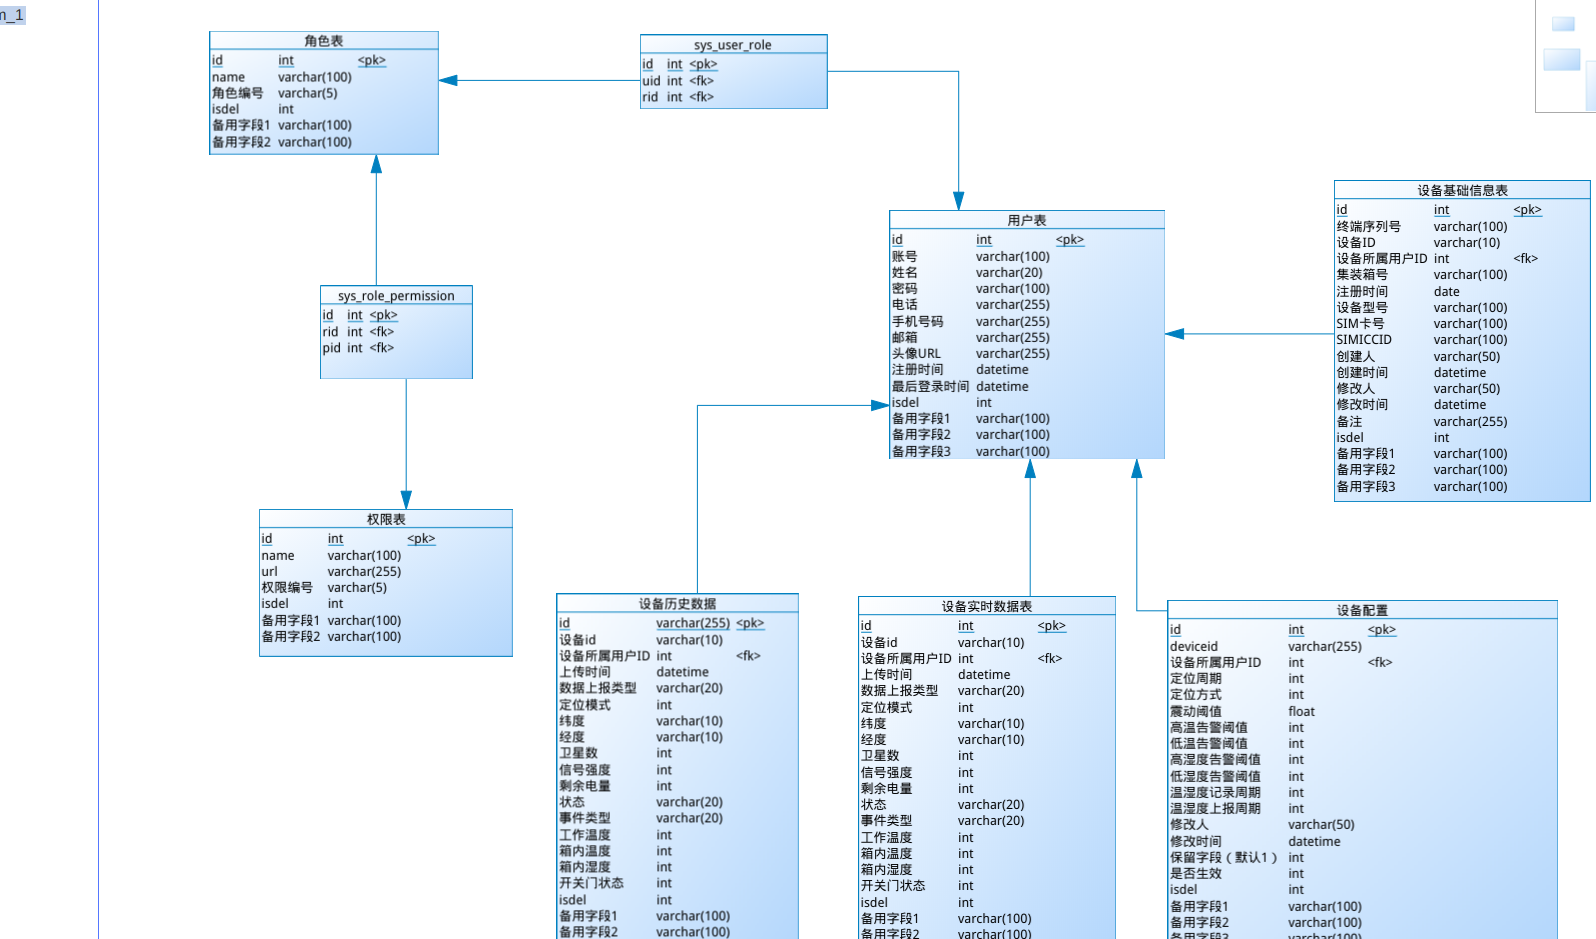 m_1
角色表
id int <pk>
name varchar(100)
角色编号 varchar(5)
isdel int
备用字段1 varchar(100)
备用字段2 varchar(100)
sys_user_role
id int <pk>
uid int <fk>
rid int <fk>
sys_role_permission
id int <pk>
rid int <fk>
pid int <fk>
权限表
id int <pk>
name varchar(100)
url varchar(255)
权限编号 varchar(5)
isdel int
备用字段1 varchar(100)
备用字段2 varchar(100)
用户表
id int <pk>
账号 varchar(100)
姓名 varchar(20)
密码 varchar(100)
电话 varchar(255)
手机号码 varchar(255)
邮箱 varchar(255)
头像URL varchar(255)
注册时间 datetime
最后登录时间 datetime
isdel int
备用字段1 varchar(100)
备用字段2 varchar(100)
备用字段3 varchar(100)
设备基础信息表
id int <pk>
终端序列号 varchar(100)
设备ID varchar(10)
设备所属用户ID int <fk>
集装箱号 varchar(100)
注册时间 date
设备型号 varchar(100)
SIM卡号 varchar(100)
SIMICCID varchar(100)
创建人 varchar(50)
创建时间 datetime
修改人 varchar(50)
修改时间 datetime
备注 varchar(255)
isdel int
备用字段1 varchar(100)
备用字段2 varchar(100)
备用字段3 varchar(100)
设备历史数据
id varchar(255) <pk>
设备id varchar(10)
设备所属用户ID int <fk>
上传时间 datetime
数据上报类型 varchar(20)
定位模式 int
纬度 varchar(10)
经度 varchar(10)
卫星数 int
信号强度 int
剩余电量 int
状态 varchar(20)
事件类型 varchar(20)
工作温度 int
箱内温度 int
箱内湿度 int
开关门状态 int
isdel int
备用字段1 varchar(100)
备用字段2 varchar(100)
设备实时数据表
id int <pk>
设备id varchar(10)
设备所属用户ID int <fk>
上传时间 datetime
数据上报类型 varchar(20)
定位模式 int
纬度 varchar(10)
经度 varchar(10)
卫星数 int
信号强度 int
剩余电量 int
状态 varchar(20)
事件类型 varchar(20)
工作温度 int
箱内温度 int
箱内湿度 int
开关门状态 int
isdel int
备用字段1 varchar(100)
备用字段2 varchar(100)
设备配置
id int <pk>
deviceid varchar(255)
设备所属用户ID int <fk>
定位周期 int
定位方式 int
震动阈值 float
高温告警阈值 int
低温告警阈值 int
高湿度告警阈值 int
低湿度告警阈值 int
温湿度记录周期 int
温湿度上报周期 int
修改人 varchar(50)
修改时间 datetime
保留字段（默认1） int
是否生效 int
isdel int
备用字段1 varchar(100)
备用字段2 varchar(100)
备用字段3 varchar(100)